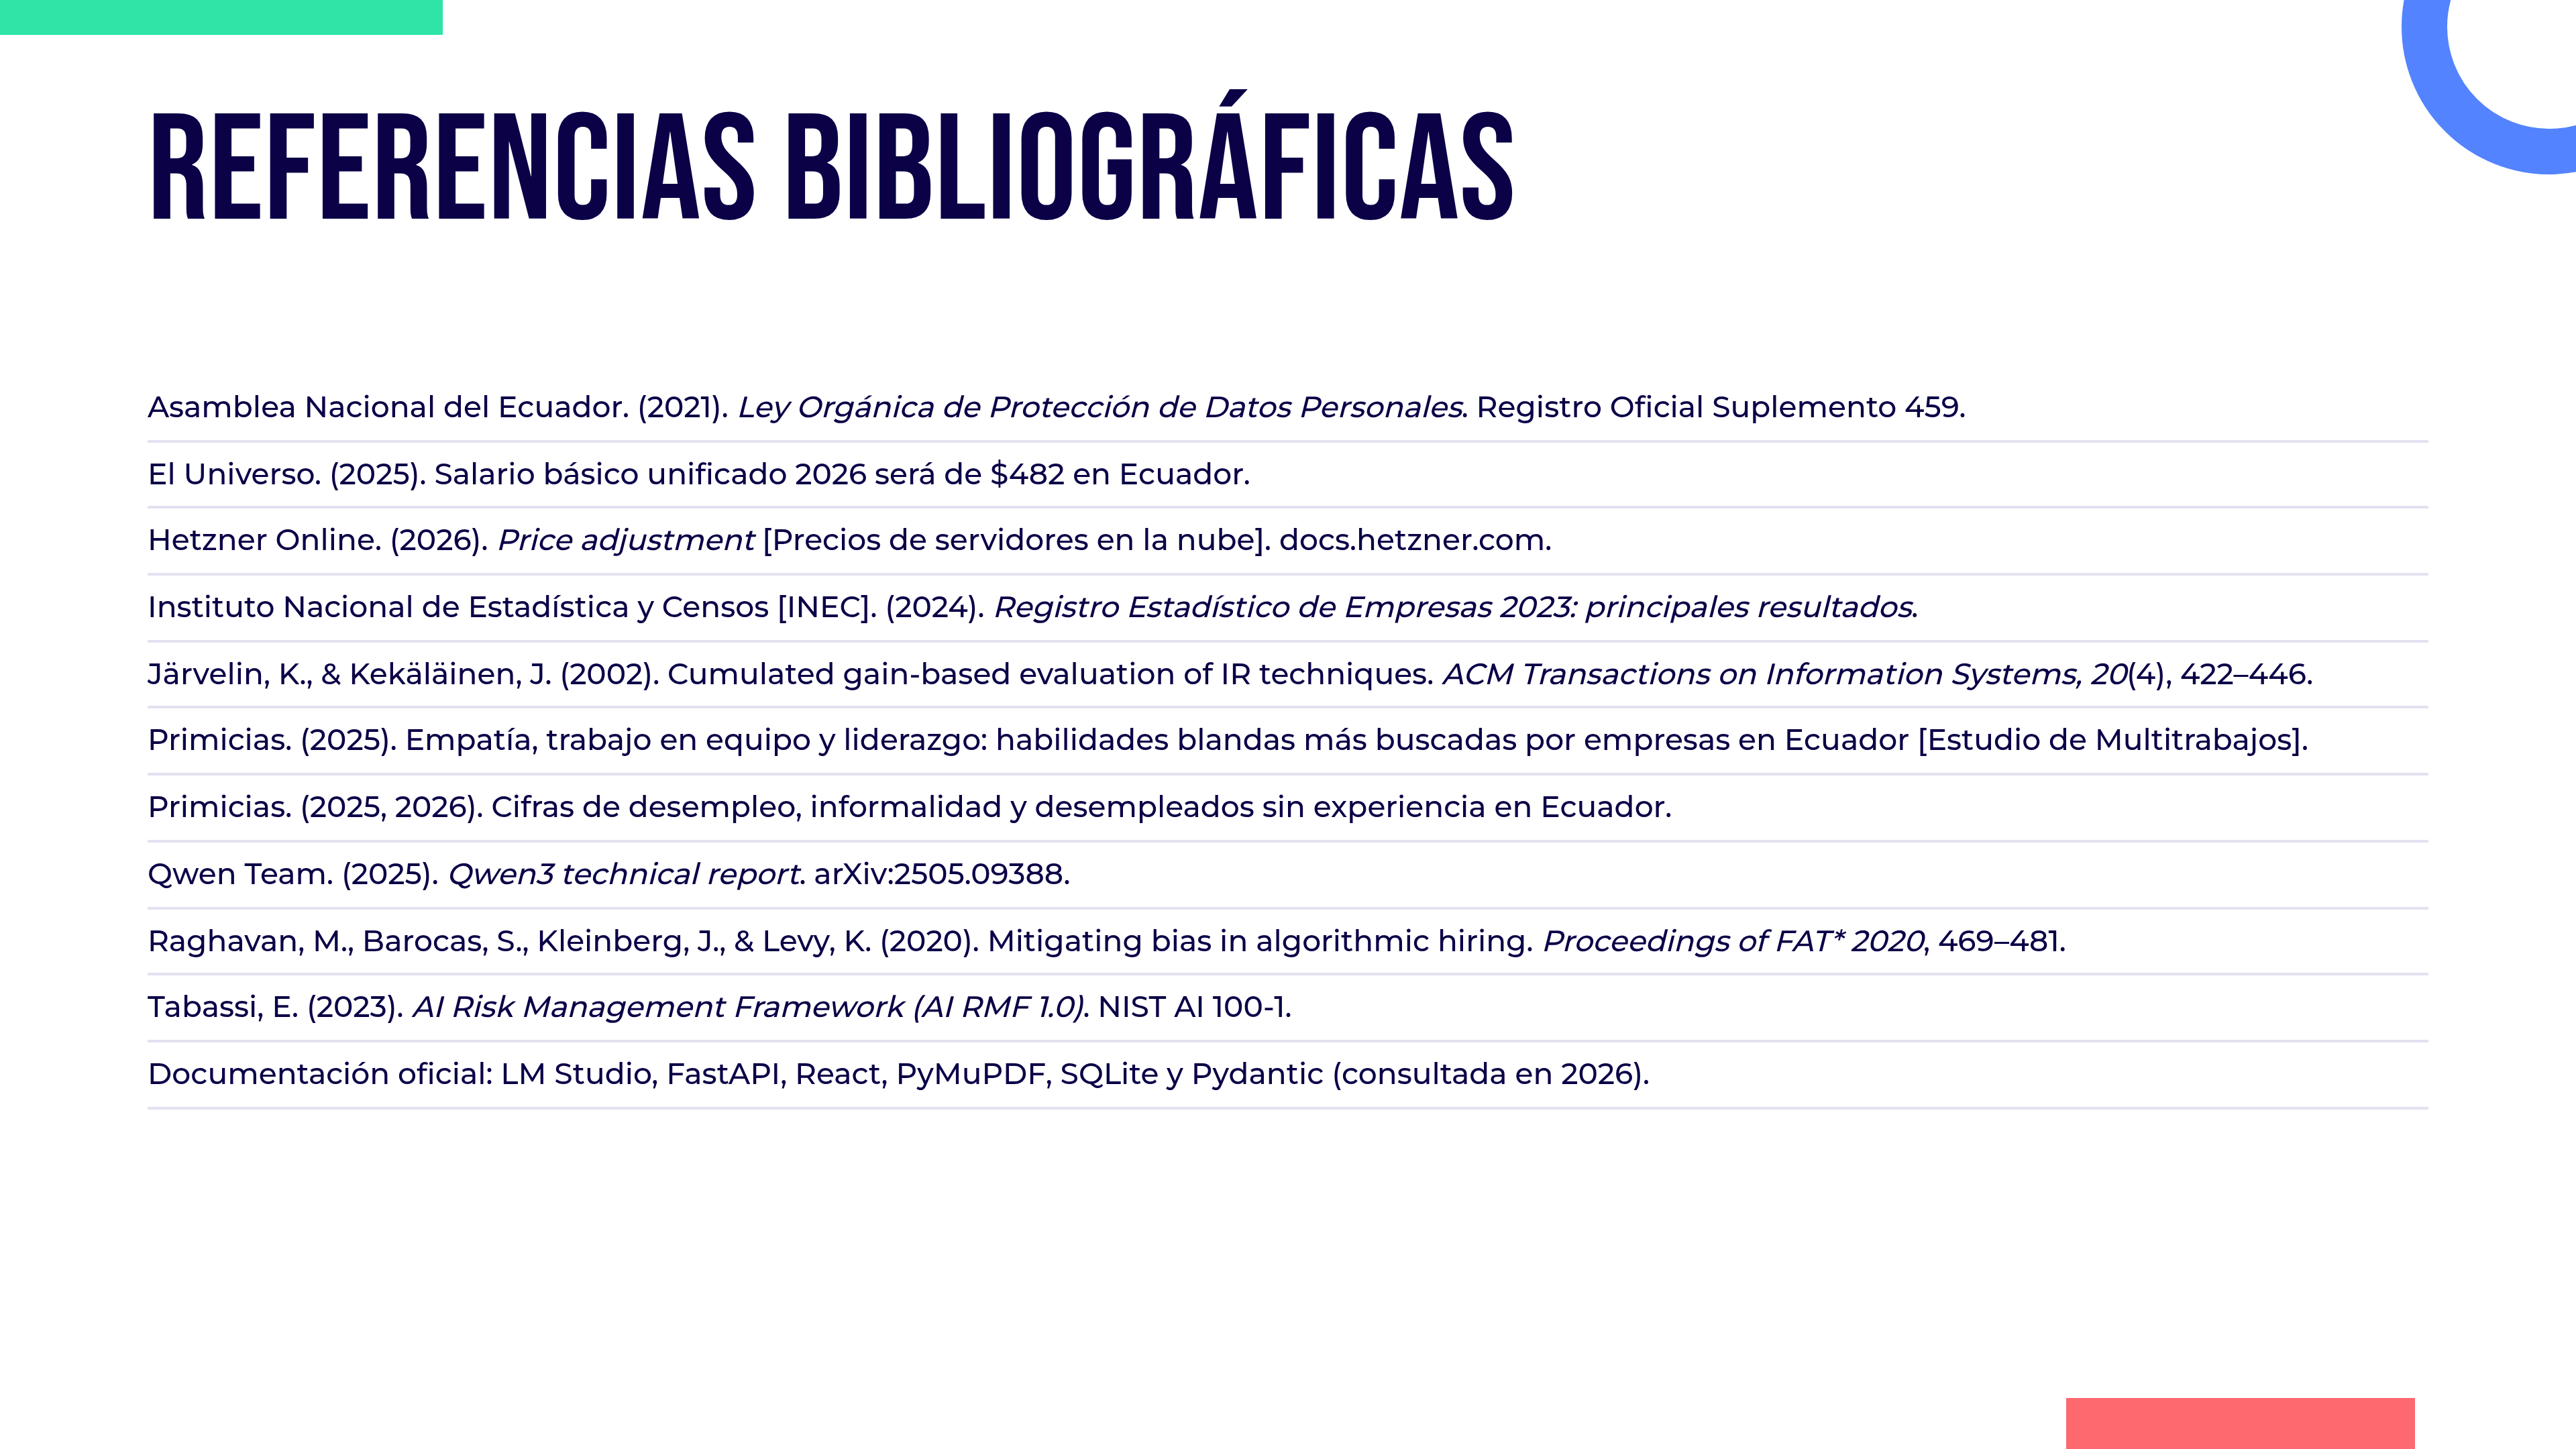 REFERENCIAS BIBLIOGRÁFICAS
Asamblea Nacional del Ecuador. (2021). Ley Orgánica de Protección de Datos Personales. Registro Oficial Suplemento 459.
El Universo. (2025). Salario básico unificado 2026 será de $482 en Ecuador.
Hetzner Online. (2026). Price adjustment [Precios de servidores en la nube]. docs.hetzner.com.
Instituto Nacional de Estadística y Censos [INEC]. (2024). Registro Estadístico de Empresas 2023: principales resultados.
Järvelin, K., & Kekäläinen, J. (2002). Cumulated gain-based evaluation of IR techniques. ACM Transactions on Information Systems, 20(4), 422–446.
Primicias. (2025). Empatía, trabajo en equipo y liderazgo: habilidades blandas más buscadas por empresas en Ecuador [Estudio de Multitrabajos].
Primicias. (2025, 2026). Cifras de desempleo, informalidad y desempleados sin experiencia en Ecuador.
Qwen Team. (2025). Qwen3 technical report. arXiv:2505.09388.
Raghavan, M., Barocas, S., Kleinberg, J., & Levy, K. (2020). Mitigating bias in algorithmic hiring. Proceedings of FAT* 2020, 469–481.
Tabassi, E. (2023). AI Risk Management Framework (AI RMF 1.0). NIST AI 100-1.
Documentación oficial: LM Studio, FastAPI, React, PyMuPDF, SQLite y Pydantic (consultada en 2026).